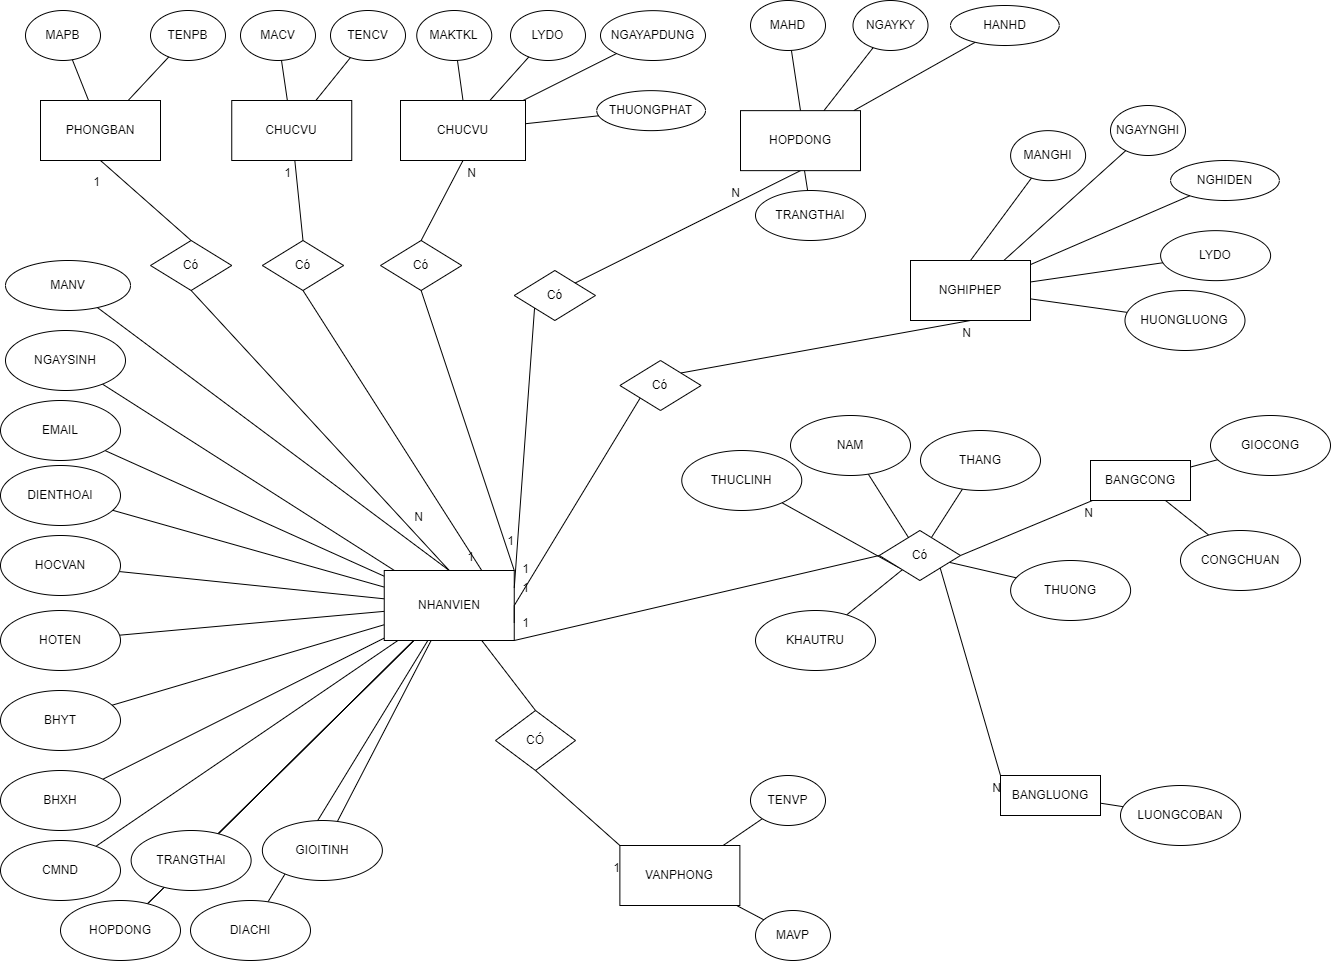 MAPB
TENPB
MACV
TENCV
MAKTKL
LYDO
NGAYAPDUNG
THUONGPHAT
MAHD
NGAYKY
HANHD
PHONGBAN
CHUCVU
CHUCVU
HOPDONG
TRANGTHAI
MANGHI
NGAYNGHI
NGHIDEN
LYDO
HUONGLUONG
NGHIPHEP
1
1
N
N
N
Có
Có
Có
Có
Có
MANV
NGAYSINH
EMAIL
DIENTHOAI
HOCVAN
HOTEN
BHYT
BHXH
CMND
HOPDONG
TRANGTHAI
DIACHI
GIOITINH
N
1
1
1
1
1
NHANVIEN
THUCLINH
NAM
THANG
Có
THUONG
KHAUTRU
BANGCONG
N
GIOCONG
CONGCHUAN
N
BANGLUONG
LUONGCOBAN
CÓ
1
VANPHONG
TENVP
MAVP